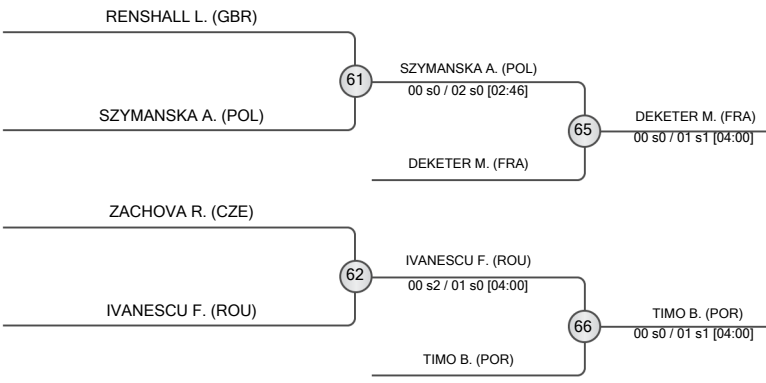 RENSHALL L. (GBR)
61
SZYMANSKA A. (POL)
00 s0 / 02 s0 [02:46]
SZYMANSKA A. (POL)
65
DEKETER M. (FRA)
00 s0 / 01 s1 [04:00]
DEKETER M. (FRA)
ZACHOVA R. (CZE)
62
IVANESCU F. (ROU)
00 s2 / 01 s0 [04:00]
IVANESCU F. (ROU)
66
TIMO B. (POR)
00 s0 / 01 s1 [04:00]
TIMO B. (POR)